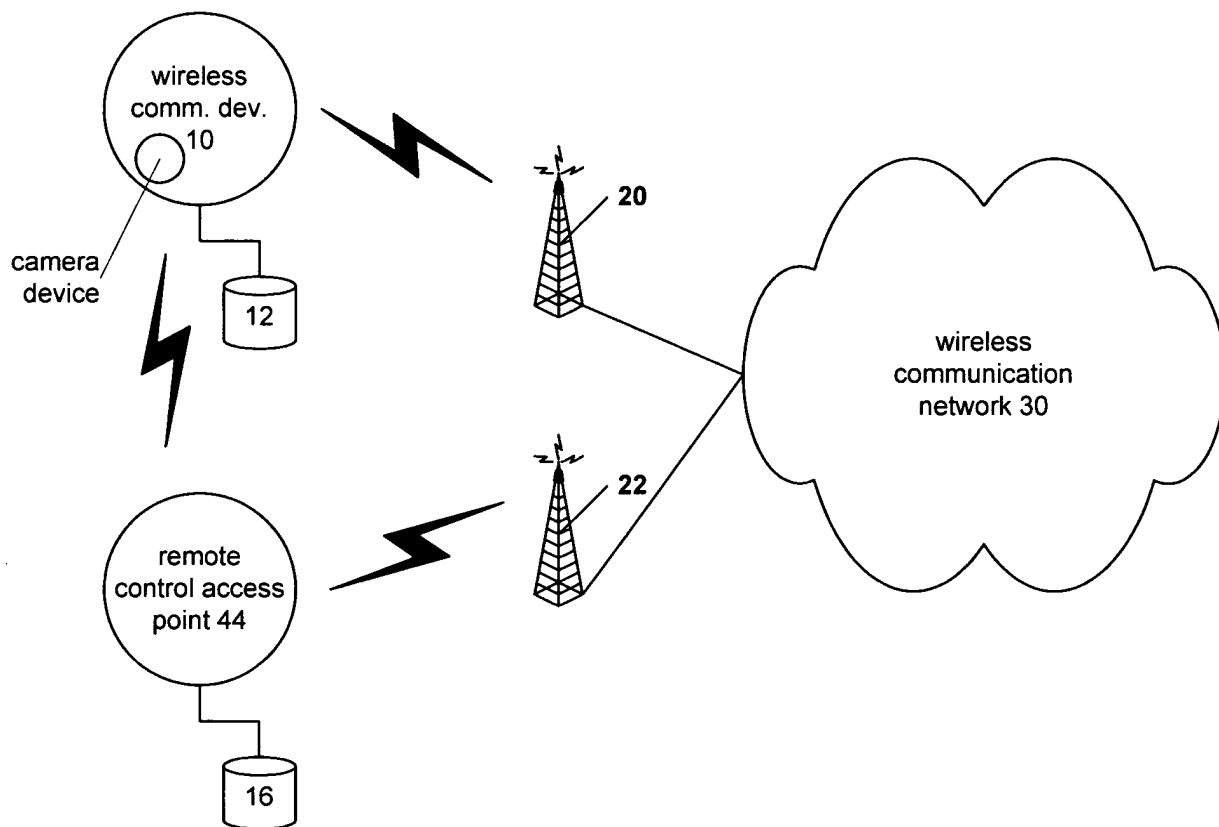 wireless
comm. dev.
10
camera
device
12
20
wireless
communication
network 30
22
remote
control access
point 44
16